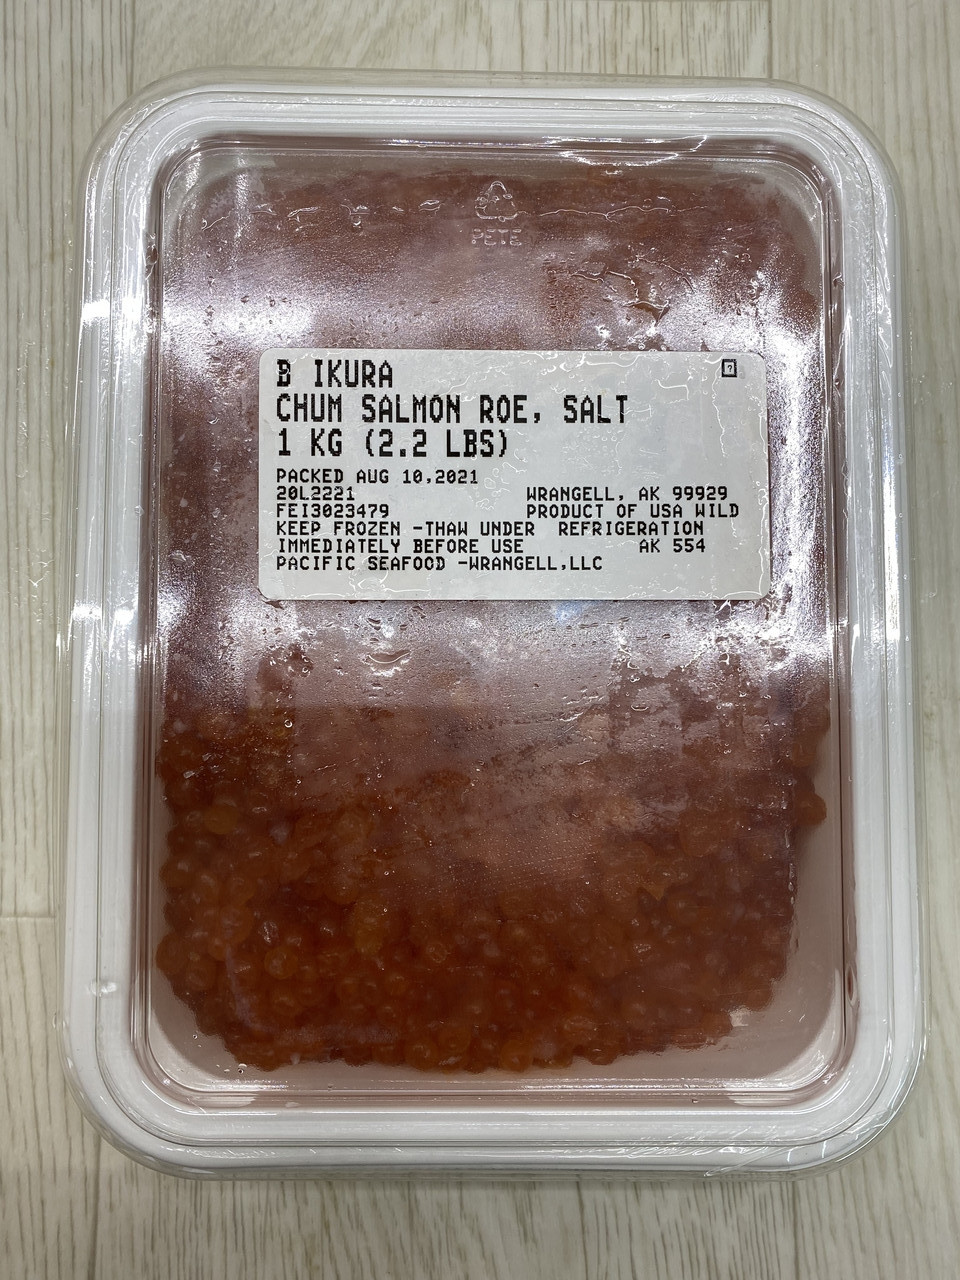 PETE
B IKURA
CHUM SALMON ROE, SALT
1 KG (2.2 LBS)
PACKED AUG 10,2021
20L2221 WRANGELL, AK 99929
FEI3023479 PRODUCT OF USA WILD
KEEP FROZEN -THAW UNDER REFRIGERATION
IMMEDIATELY BEFORE USE AK 554
PACIFIC SEAFOOD -WRANGELL,LLC